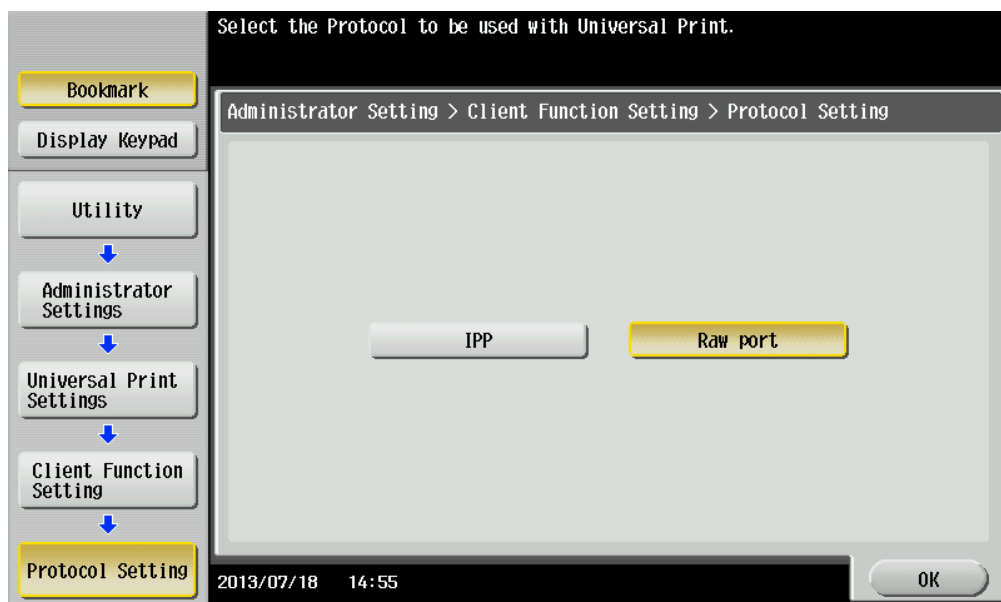 Select the Protocol to be used with Universal Print.
Bookmark
Display Keypad
Administrator Setting > Client Function Setting > Protocol Setting
Utility
Administrator
Settings
Universal Print
Settings
Client Function
Setting
Protocol Setting
IPP
Raw port
2013/07/18 14:55
OK